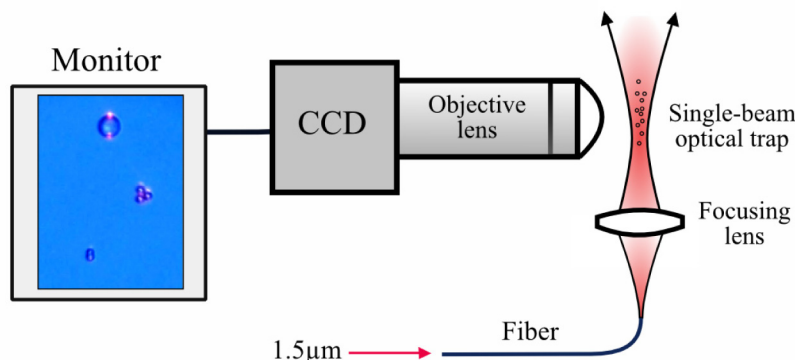 Monitor
CCD
Objective
lens
Single-beam
optical trap
Focusing
lens
Fiber
1.5µm